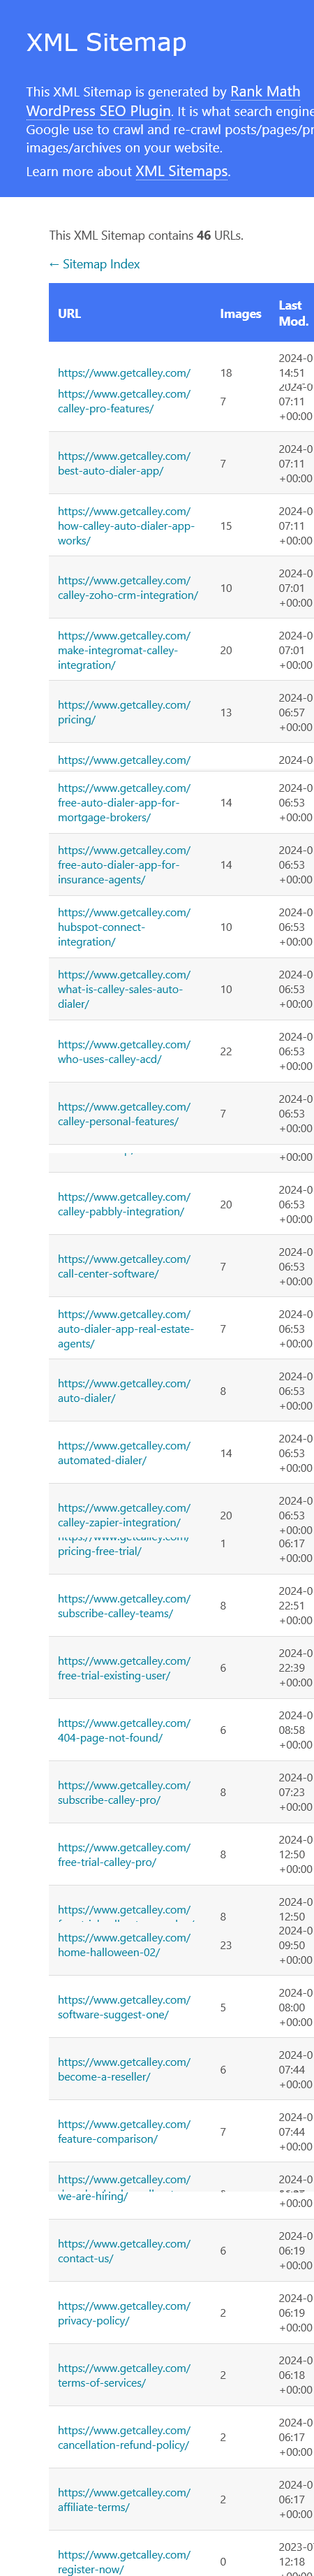 XML Sitemap
This XML Sitemap is generated by Rank Math
WordPress SEO Plugin. It is what search engine
Google use to crawl and re-crawl posts/pages/pr
images/archives on your website.
Learn more about XML Sitemaps.
This XML Sitemap contains 46 URLs.
← Sitemap Index
URL Images Last
Mod.
2024-0
https://www.getcalley.com/ 18 14:51
2024-0
https://www.getcalley.com/ 7 07:11
calley-pro-features/ +00:00
2024-0
https://www.getcalley.com/ 7 07:11
best-auto-dialer-app/ +00:00
https://www.getcalley.com/ 2024-0
how-calley-auto-dialer-app- 15 07:11
works/ +00:00
2024-0
https://www.getcalley.com/ 10 07:01
calley-zoho-crm-integration/ +00:00
https://www.getcalley.com/ 2024-0
make-integromat-calley- 20 07:01
integration/ +00:00
2024-0
https://www.getcalley.com/ 13 06:57
pricing/ +00:00
https://www.getcalley.com/ 2024-0
https://www.getcalley.com/ 2024-0
free-auto-dialer-app-for- 14 06:53
mortgage-brokers/ +00:00
https://www.getcalley.com/ 2024-0
free-auto-dialer-app-for- 14 06:53
insurance-agents/ +00:00
https://www.getcalley.com/ 2024-0
hubspot-connect- 10 06:53
integration/ +00:00
https://www.getcalley.com/ 2024-0
what-is-calley-sales-auto- 10 06:53
dialer/ +00:00
2024-0
https://www.getcalley.com/ 22 06:53
who-uses-calley-acd/ +00:00
2024-0
https://www.getcalley.com/ 7 06:53
calley-personal-features/ +00:00
+00:00
2024-0
https://www.getcalley.com/ 20 06:53
calley-pabbly-integration/ +00:00
2024-0
https://www.getcalley.com/ 7 06:53
call-center-software/ +00:00
https://www.getcalley.com/ 2024-0
auto-dialer-app-real-estate- 7 06:53
agents/ +00:00
2024-0
https://www.getcalley.com/ 8 06:53
auto-dialer/ +00:00
2024-0
https://www.getcalley.com/ 14 06:53
automated-dialer/ +00:00
2024-0
https://www.getcalley.com/ 20 06:53
calley-zapier-integration/ +00:00
https://www.getcalley.com/ 1 06:17
pricing-free-trial/ +00:00
2024-0
https://www.getcalley.com/ 8 22:51
subscribe-calley-teams/ +00:00
2024-0
https://www.getcalley.com/ 6 22:39
free-trial-existing-user/ +00:00
2024-0
https://www.getcalley.com/ 6 08:58
404-page-not-found/ +00:00
2024-0
https://www.getcalley.com/ 8 07:23
subscribe-calley-pro/ +00:00
2024-0
https://www.getcalley.com/ 8 12:50
free-trial-calley-pro/ +00:00
2024-0
https://www.getcalley.com/ 8 12:50
2024-0
https://www.getcalley.com/ 23 09:50
home-halloween-02/ +00:00
2024-0
https://www.getcalley.com/ 5 08:00
software-suggest-one/ +00:00
2024-0
https://www.getcalley.com/ 6 07:44
become-a-reseller/ +00:00
2024-0
https://www.getcalley.com/ 7 07:44
feature-comparison/ +00:00
https://www.getcalley.com/ 2024-0
we-are-hiring/ +00:00
2024-0
https://www.getcalley.com/ 6 06:19
contact-us/ +00:00
2024-0
https://www.getcalley.com/ 2 06:19
privacy-policy/ +00:00
2024-0
https://www.getcalley.com/ 2 06:18
terms-of-services/ +00:00
2024-0
https://www.getcalley.com/ 2 06:17
cancellation-refund-policy/ +00:00
2024-0
https://www.getcalley.com/ 2 06:17
affiliate-terms/ +00:00
2023-0
https://www.getcalley.com/ 0 12:18
register-now/ +00:00